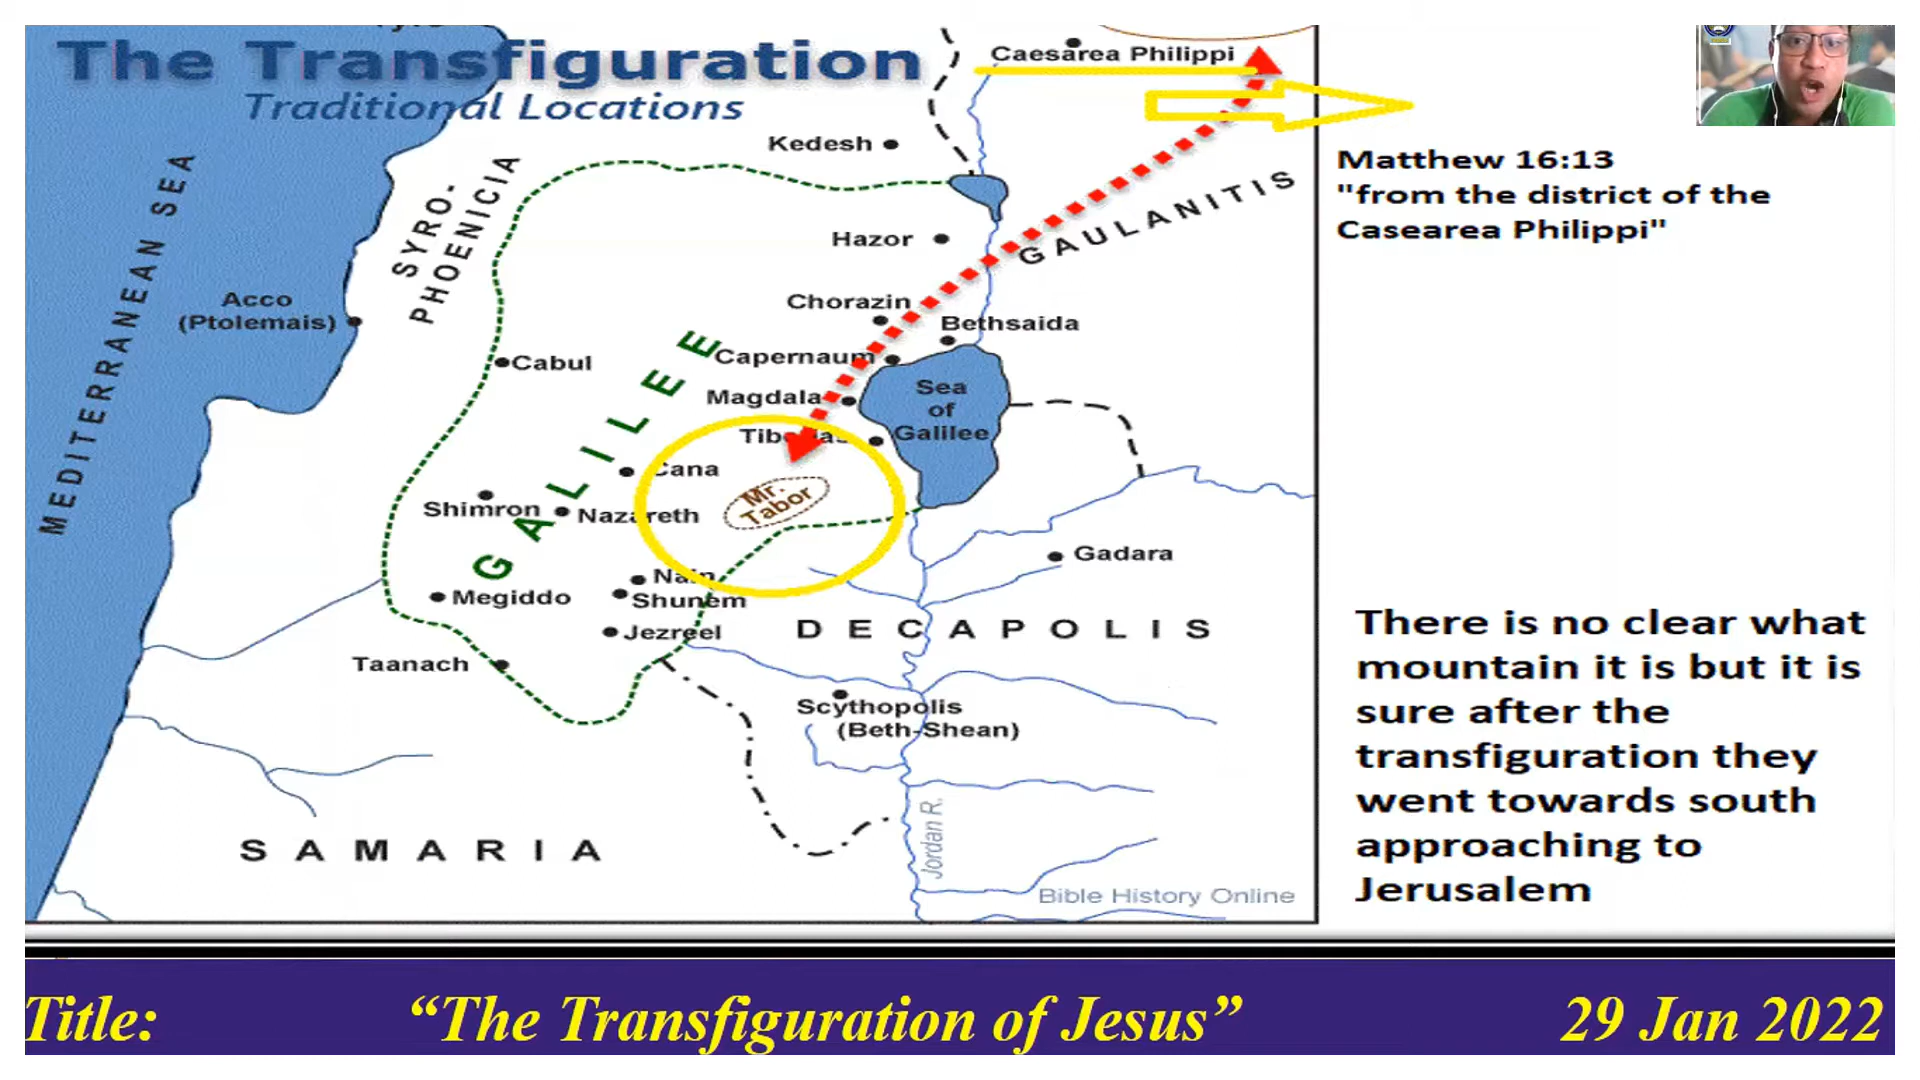 The Transfiguration
Traditional Locations
Caesarea Philippi
Kedesh
MEDITERRANEAN SEA
SYRO-
PHOENICIA
GAULANITIS
Matthew 16:13
"from the district of the
Casearea Philippi"
Hazor
Acco
(Ptolemais)
Chorazin
Bethsaida
Cabul
Capernaum
GALILEE
Magdala
Sea
of
Galilee
Cana
Mr.
Tabor
Shimron
Nazareth
Gadara
Nain
Megiddo
Shunem
Jezreel
DECAPOLIS
Taanach
Scythopolis
(Beth-Shean)
SAMARIA
Jordan R.
Bible History Online
There is no clear what
mountain it is but it is
sure after the
transfiguration they
went towards south
approaching to
Jerusalem
Title: “The Transfiguration of Jesus” 29 Jan 2022